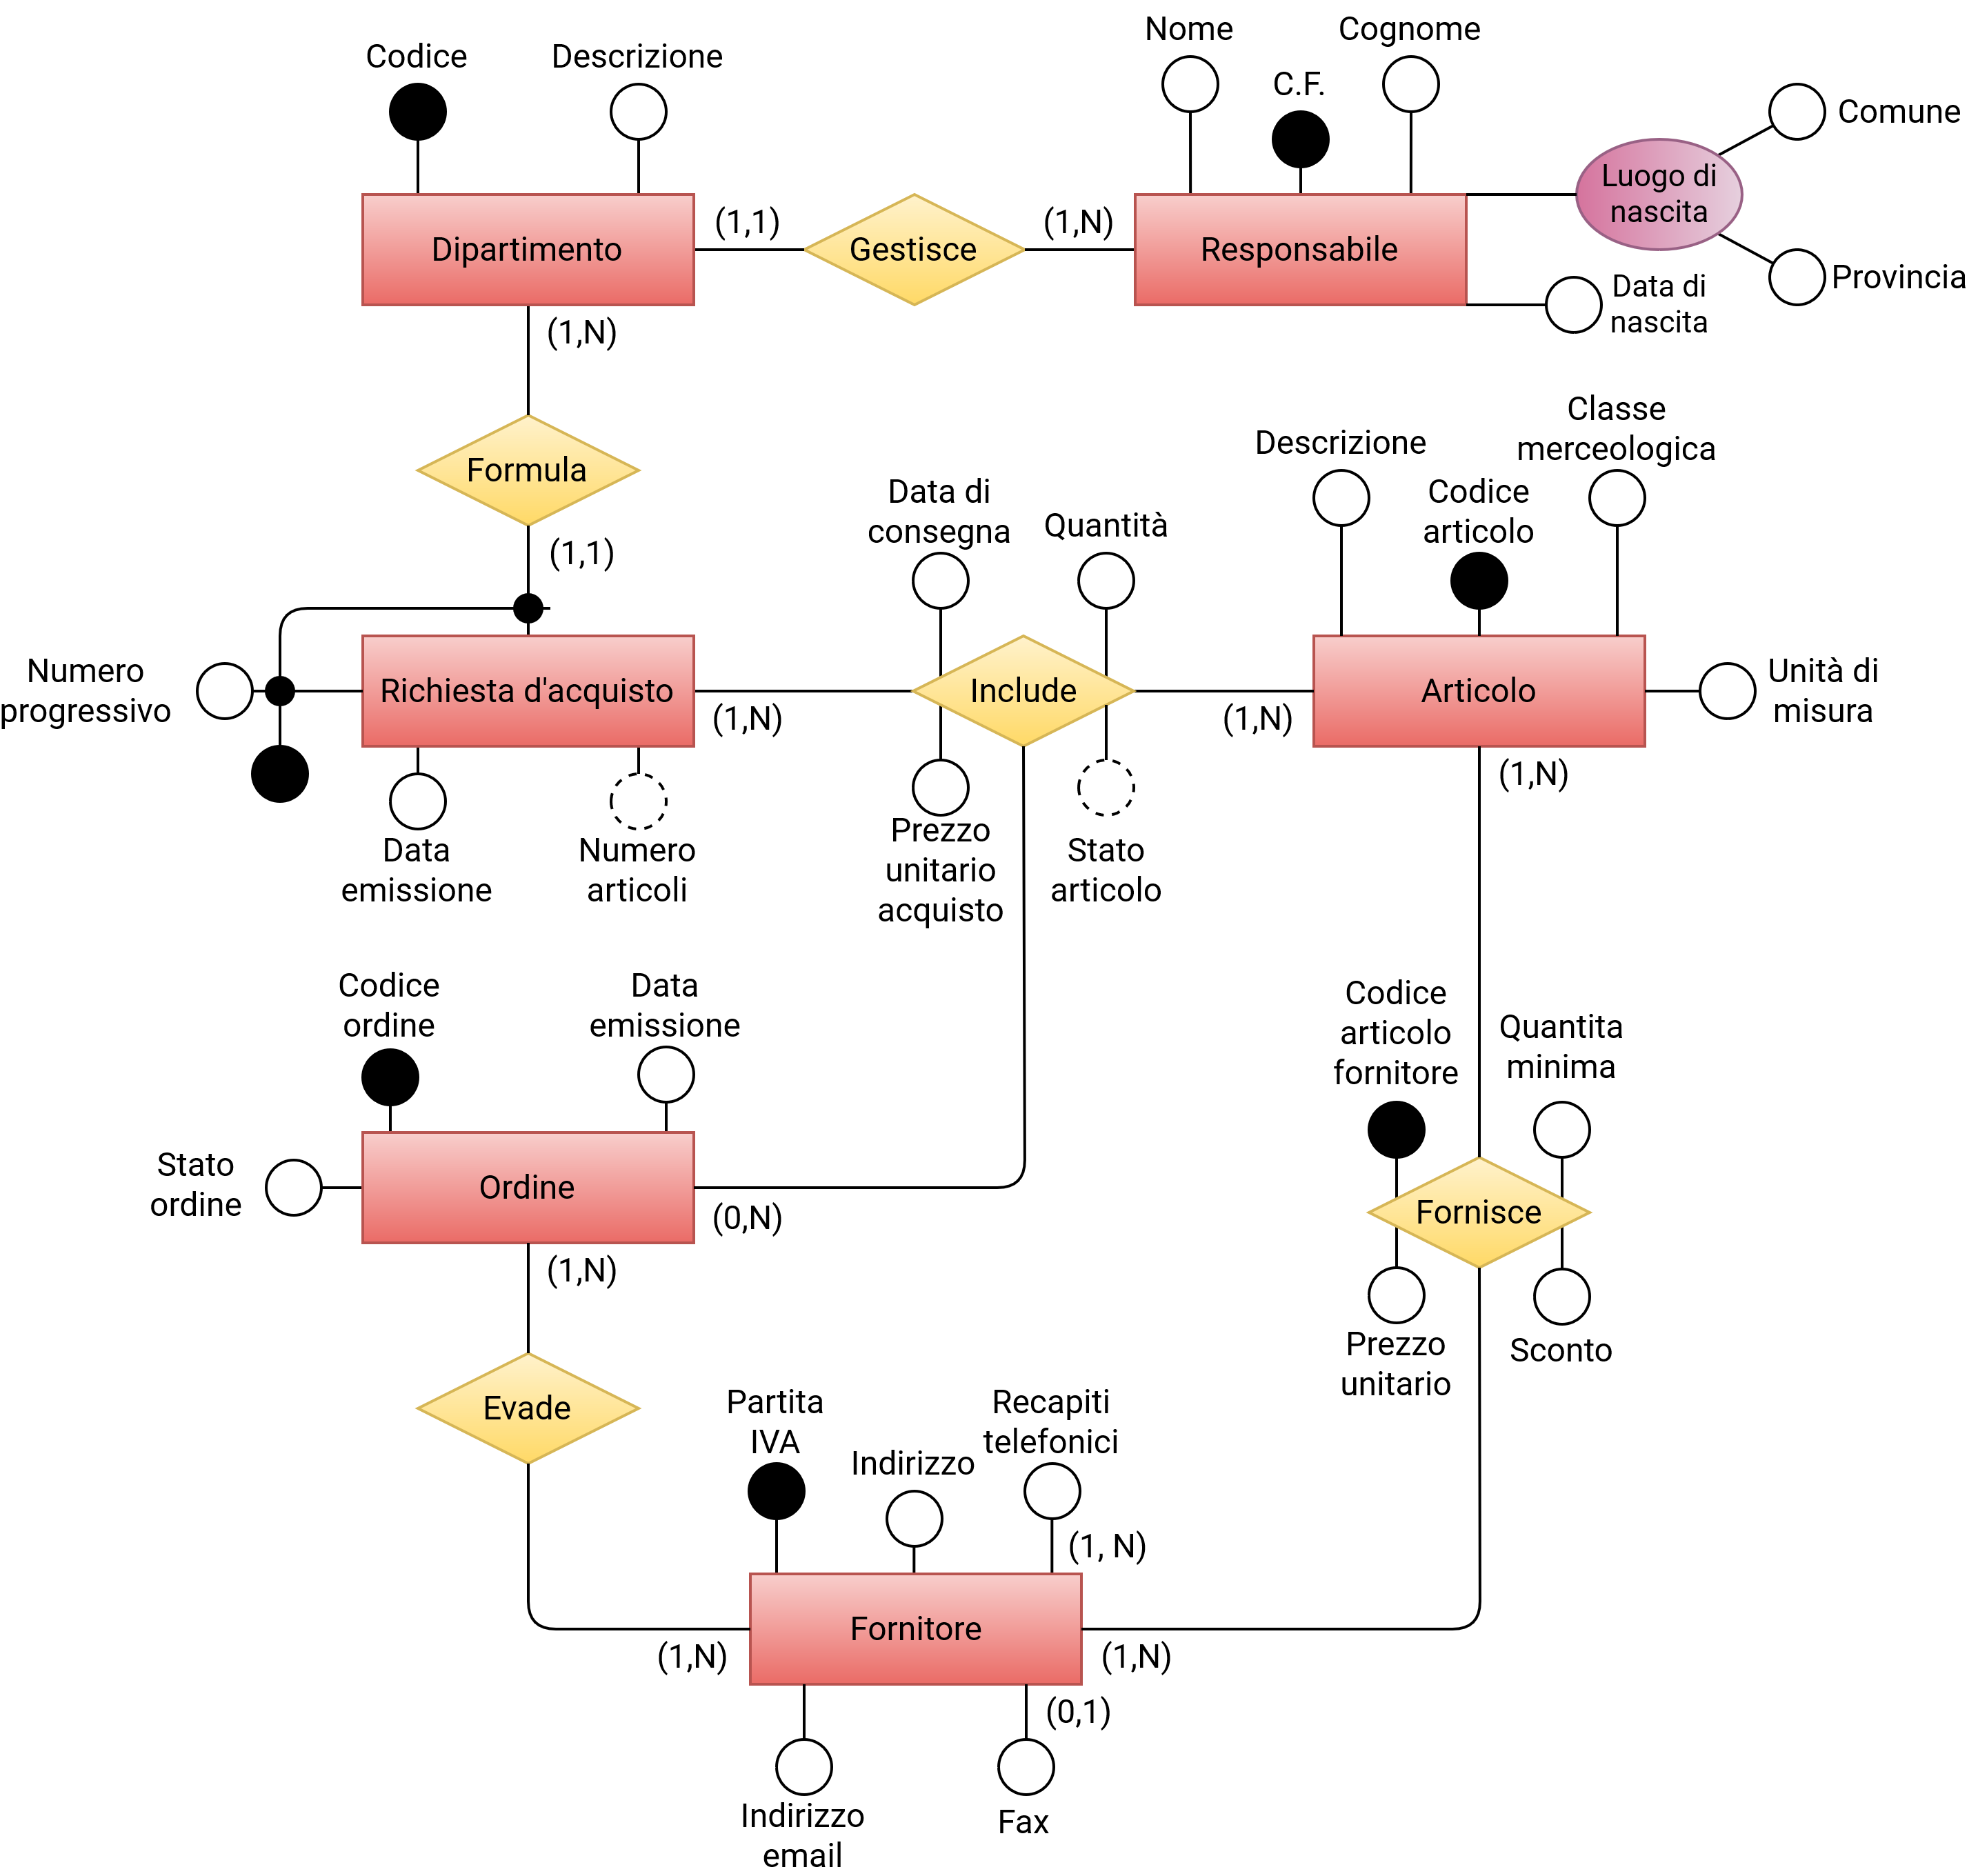 Nome
Cognome
Codice
Descrizione
C.F.
Comune
Luogo di
nascita
(1,1)
(1,N)
Dipartimento
Gestisce
Responsabile
Provincia
Data di
nascita
(1,N)
Formula
(1,1)
Classe
merceologica
Descrizione
Codice
articolo
Data di
consegna
Quantità
Numero
progressivo
Richiesta d'acquisto
(1,N)
Include
(1,N)
Articolo
Unità di
misura
(1,N)
Data
emissione
Numero
articoli
Prezzo
unitario
acquisto
Stato
articolo
Codice
ordine
Data
emissione
Codice
articolo
fornitore
Quantita
minima
Stato
ordine
Ordine
(0,N)
Fornisce
(1,N)
Prezzo
unitario
Sconto
Evade
Partita
IVA
Indirizzo
Recapiti
telefonici
(1, N)
Fornitore
(1,N)
(1,N)
(0,1)
Indirizzo
email
Fax